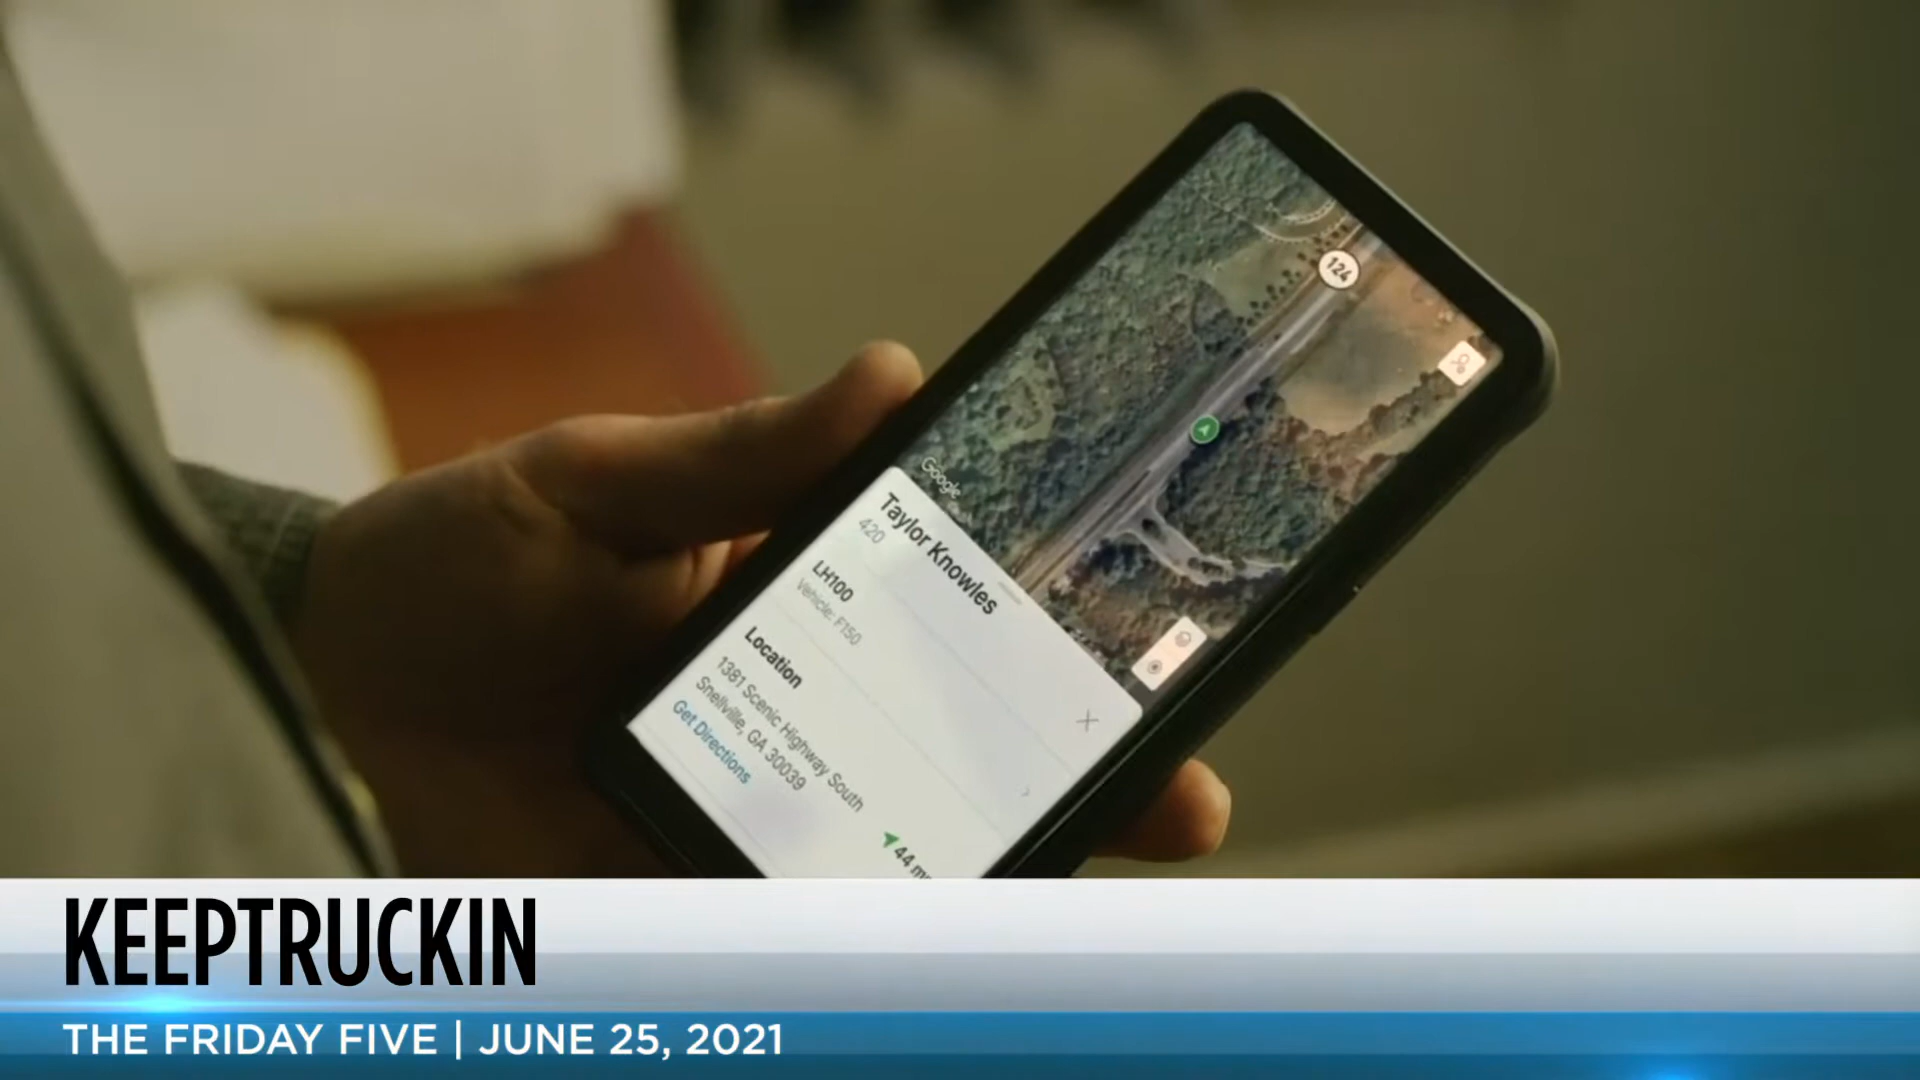 124
Google
Taylor Knowles
420
LH100
Vehicle: F150
Location
1381 Scenic Highway South
Snellville, GA 30039
Get Directions
44
KEEPTRUCKIN
THE FRIDAY FIVE | JUNE 25, 2021